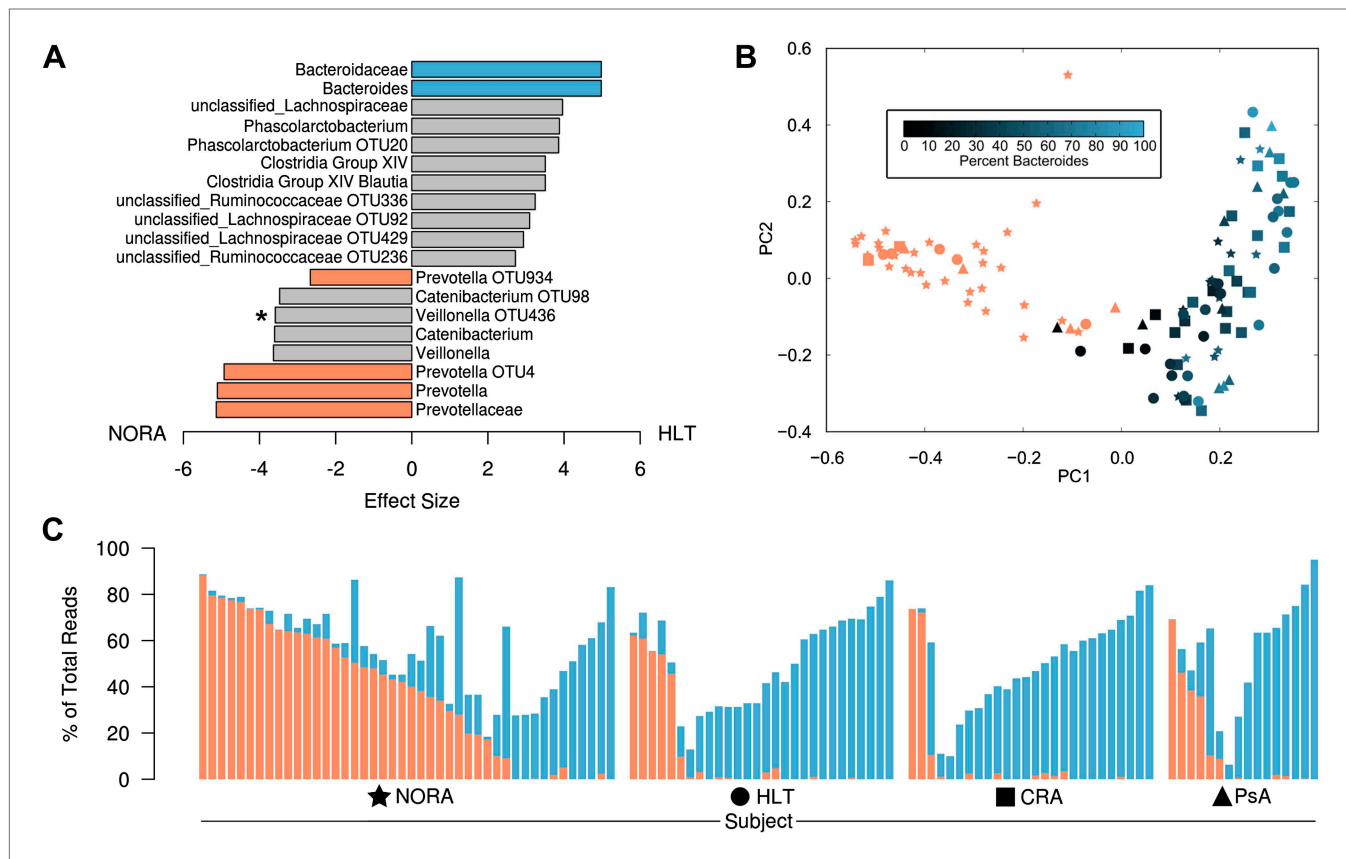 A
Bacteroidaceae
Bacteroides
unclassified_Lachnospiraceae
Phascolarctobacterium
Phascolarctobacterium OTU20
Clostridia Group XIV
Clostridia Group XIV Blautia
unclassified_Ruminococcaceae OTU336
unclassified_Lachnospiraceae OTU92
unclassified_Lachnospiraceae OTU429
unclassified_Ruminococcaceae OTU236
Prevotella OTU934
Catenibacterium OTU98
* Veillonella OTU436
Catenibacterium
Veillonella
Prevotella OTU4
Prevotella
Prevotellaceae
NORA HLT
-6 -4 -2 0 2 4 6
Effect Size
B
0.6
0.4
0.2
0.0
−0.2
−0.4
PC2
0 10 20 30 40 50 60 70 80 90 100
Percent Bacteroides
−0.6 −0.4 −0.2 0.0 0.2
PC1
C
100
80
60
40
20
0
% of Total Reads
NORA HLT CRA PsA
Subject